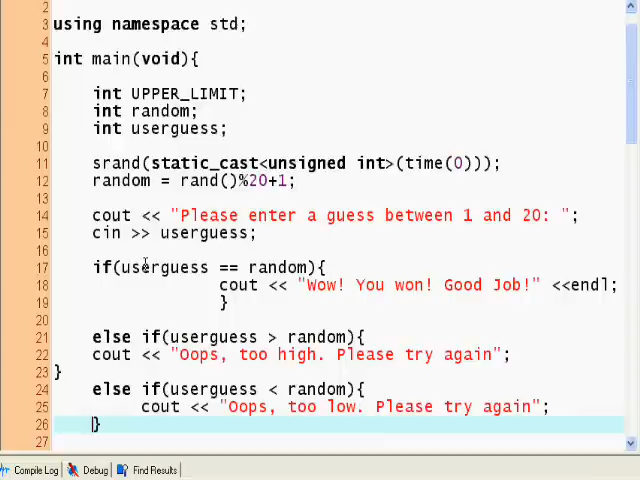 2
3 using namespace std;
4
5 int main(void){
6
7 int UPPER_LIMIT;
8 int random;
9 int userguess;
10
11 srand(static_cast<unsigned int>(time(0)));
12 random = rand()%20+1;
13
14 cout << "Please enter a guess between 1 and 20: ";
15 cin >> userguess;
16
17 if(userguess == random){
18 cout << "Wow! You won! Good Job!" <<endl;
19 }
20
21 else if(userguess > random){
22 cout << "Oops, too high. Please try again";
23 }
24 else if(userguess < random){
25 cout << "Oops, too low. Please try again";
26 }
27
Compile Log Debug Find Results